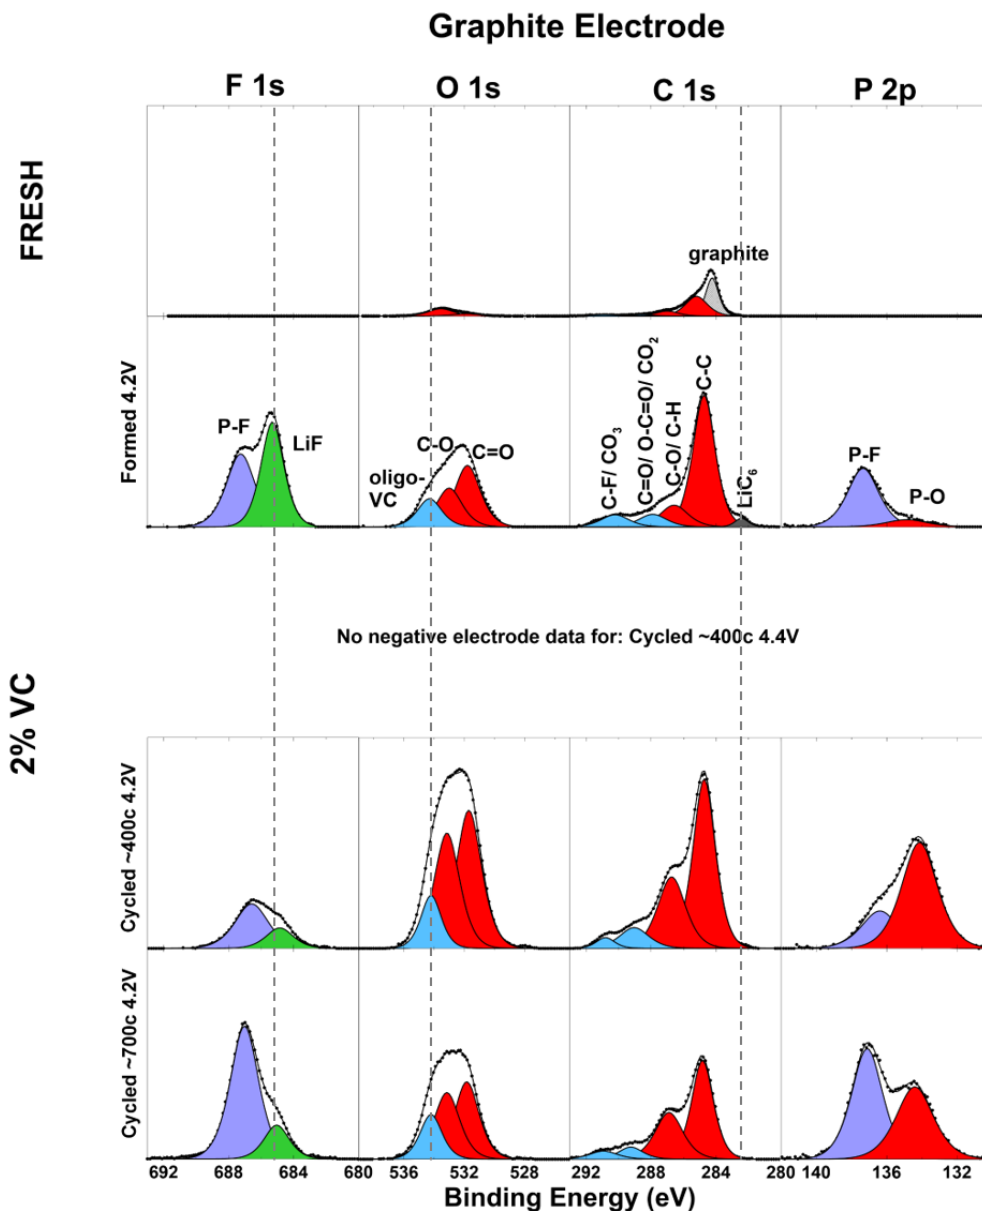 Graphite Electrode
F 1s
O 1s
C 1s
P 2p
FRESH
graphite
2% VC
Formed 4.2V
P-F
LiF
oligo-
VC
C-O
C=O
C-F/ CO₃
C=O/ O-C=O/ CO₂
C-O/ C-H
C-C
LiC₆
P-F
P-O
No negative electrode data for: Cycled ~400c 4.4V
Cycled ~400c 4.2V
Cycled ~700c 4.2V
692 688 684 680 536 532 528 292 288 284 280 140 136 132
Binding Energy (eV)